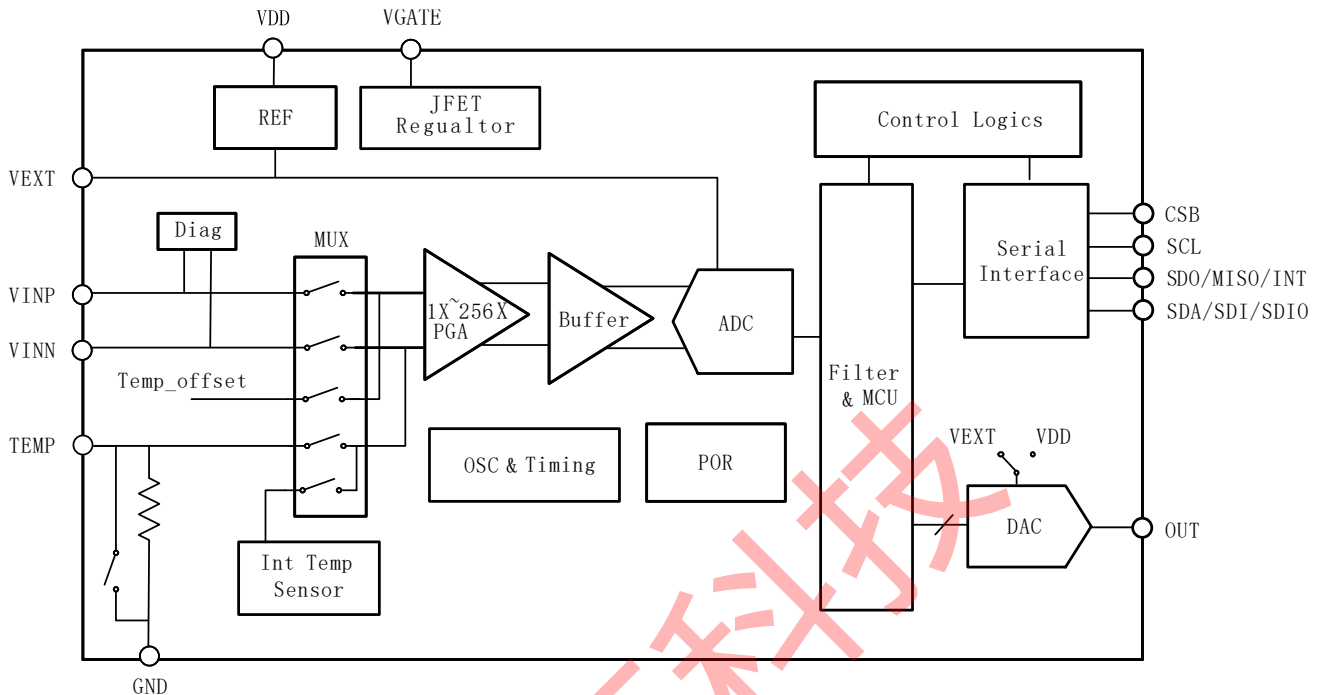 VDD
VGATE
REF
JFET
Regualtor
Control Logics
VEXT
Diag
MUX
CSB
SCL
SDO/MISO/INT
SDA/SDI/SDIO
Serial
Interface
VINP
1X~256X
PGA
Buffer
ADC
VINN
Temp_offset
Filter
& MCU
TEMP
OSC & Timing
POR
VEXT
VDD
DAC
OUT
Int Temp
Sensor
GND
科技